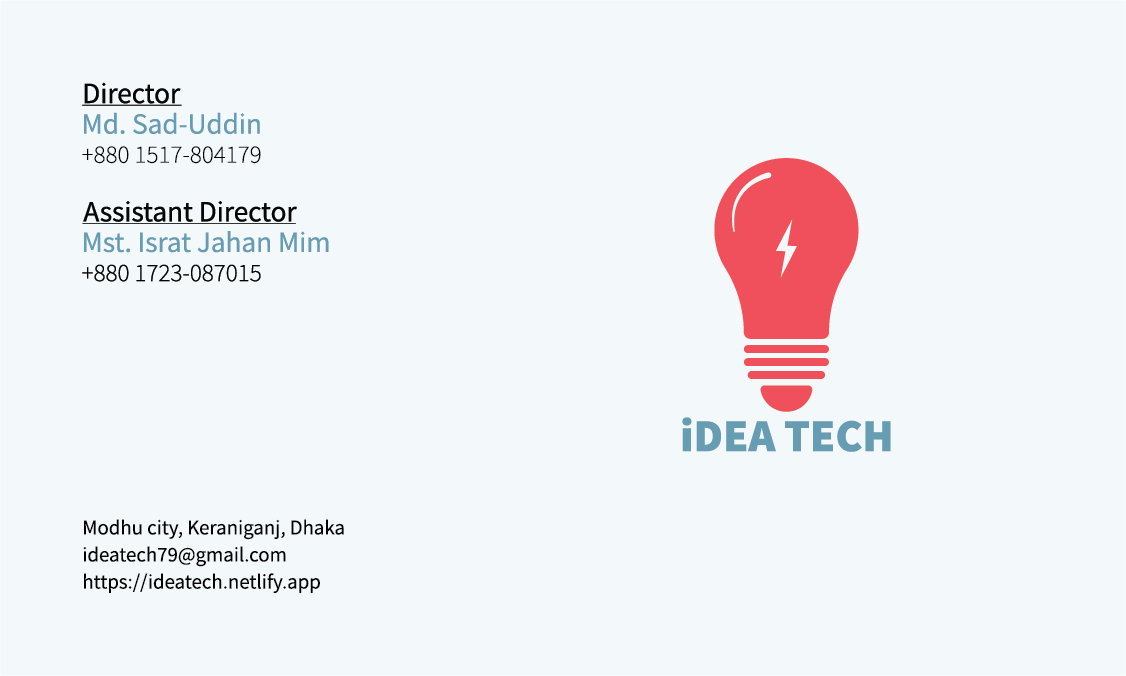 Director
Md. Sad-Uddin
+880 1517-804179
Assistant Director
Mst. Israt Jahan Mim
+880 1723-087015
iDEA TECH
Modhu city, Keraniganj, Dhaka
ideatech79@gmail.com
https://ideatech.netlify.app